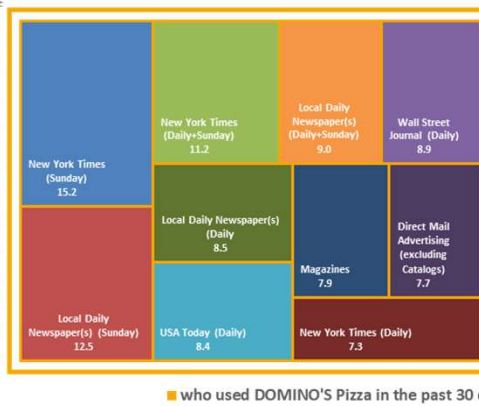 New York Times
(Sunday)
15.2
New York Times
(Daily+Sunday)
11.2
Local Daily
Newspaper(s)
(Daily+Sunday)
9.0
Wall Street
Journal (Daily)
8.9
Local Daily Newspaper(s)
(Daily
8.5
Magazines
7.9
Direct Mail
Advertising
(excluding
Catalogs)
7.7
Local Daily
Newspaper(s) (Sunday)
12.5
USA Today (Daily)
8.4
New York Times (Daily)
7.3
who used DOMINO'S Pizza in the past 30